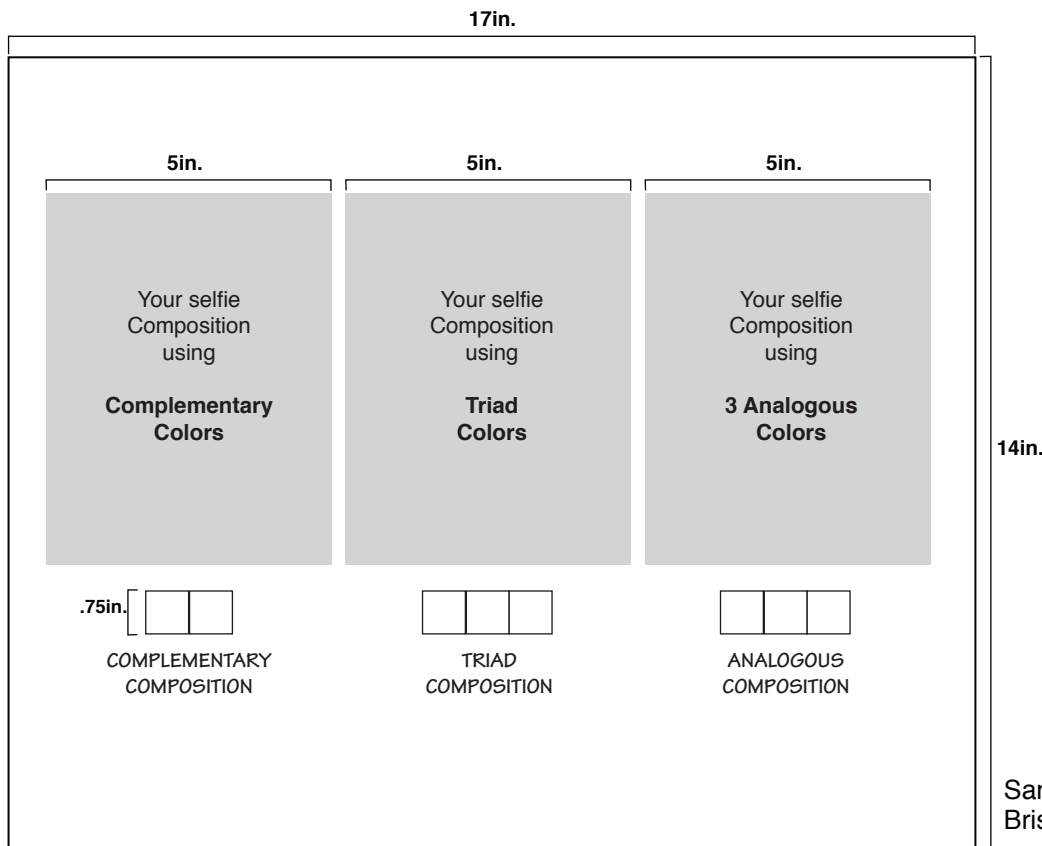 17in.
5in.
5in.
5in.
Your selfie
Composition
using
Complementary
Colors
Your selfie
Composition
using
Triad
Colors
Your selfie
Composition
using
3 Analogous
Colors
14in.
.75in.
COMPLEMENTARY
COMPOSITION
TRIAD
COMPOSITION
ANALOGOUS
COMPOSITION